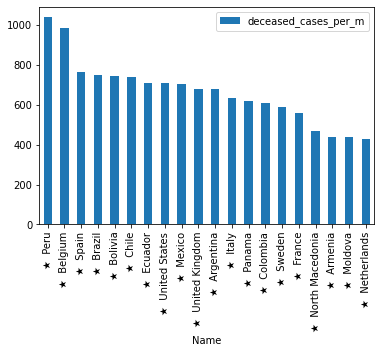 deceased_cases_per_m
1000
800
600
400
200
0
★ Peru
★ Belgium
★ Spain
★ Brazil
★ Bolivia
★ Chile
★ Ecuador
★ United States
★ Mexico
★ United Kingdom
★ Argentina
★ Italy
★ Panama
★ Colombia
★ Sweden
★ France
★ North Macedonia
★ Armenia
★ Moldova
★ Netherlands
Name